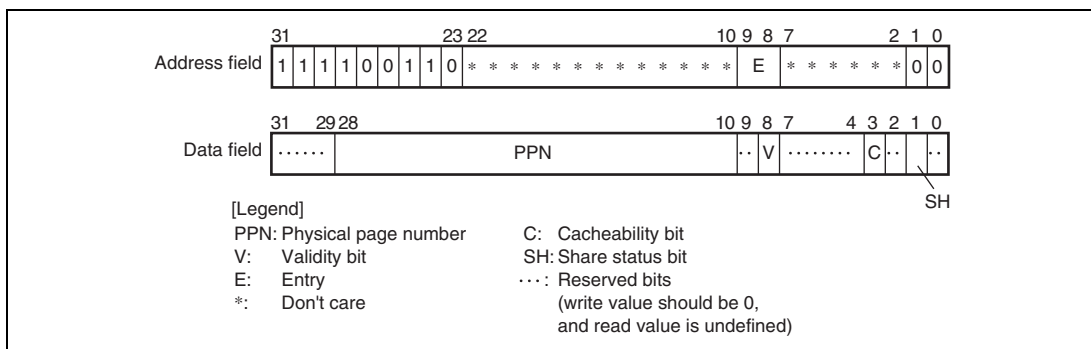 31 23 22 10 9 8 7 2 1 0
Address field 1 1 1 1 0 0 1 1 0 * * * * * * * * * * * * * E * * * * * * 0 0
31 29 28 10 9 8 7 4 3 2 1 0
Data field ······ PPN ·· V ········ C ·· ··
SH
[Legend]
PPN: Physical page number C: Cacheability bit
V: Validity bit SH: Share status bit
E: Entry ···: Reserved bits
*: Don't care (write value should be 0,
and read value is undefined)